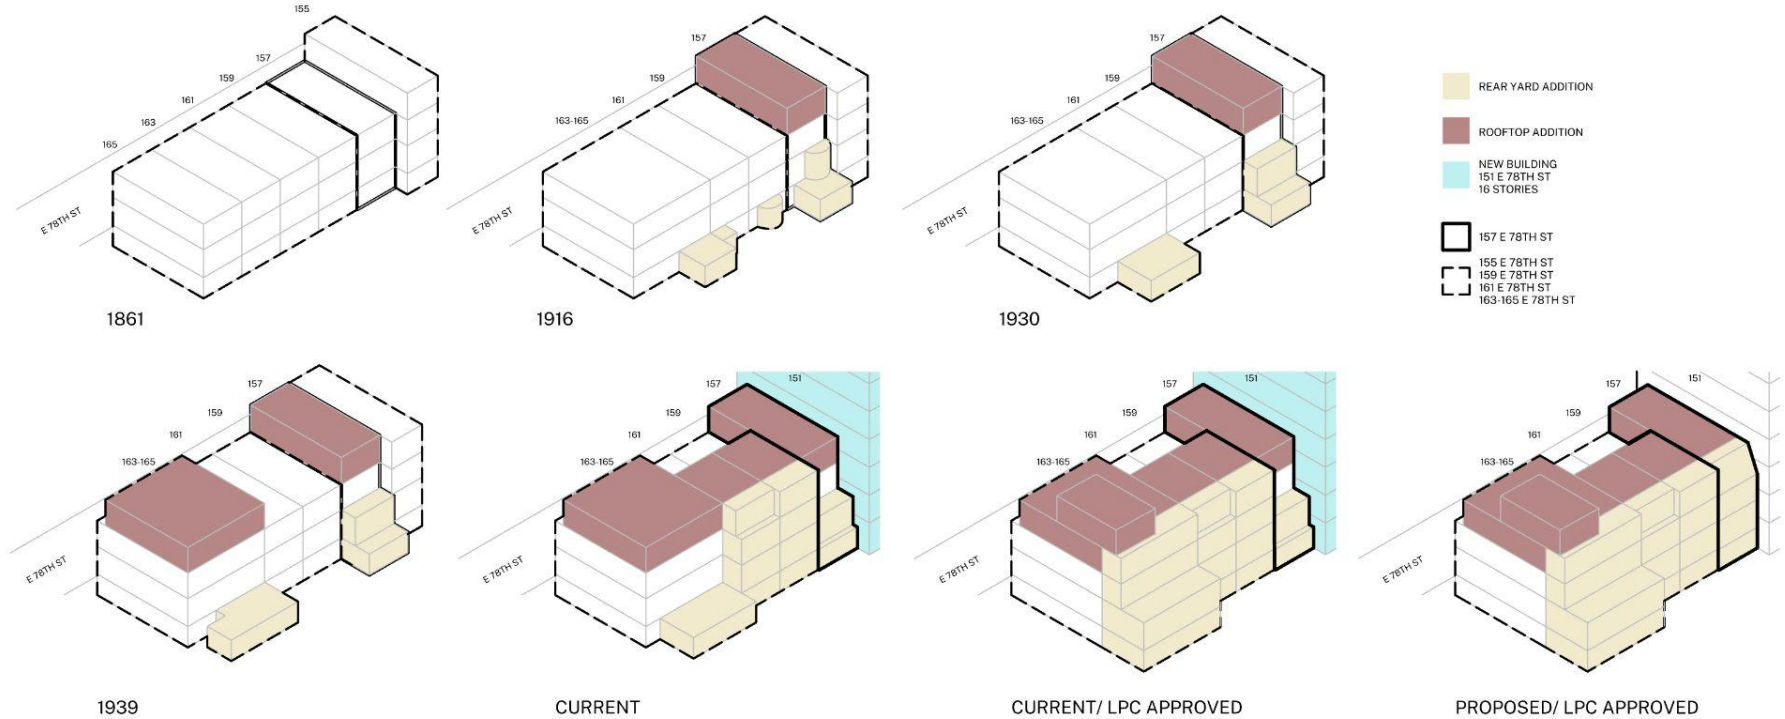 155
157
159
161
163
165
E 78TH ST
1861
157
159
161
163-165
E 78TH ST
1916
157
159
161
163-165
E 78TH ST
1930
REAR YARD ADDITION
ROOFTOP ADDITION
NEW BUILDING
151 E 78TH ST
16 STORIES
157 E 78TH ST
155 E 78TH ST
159 E 78TH ST
161 E 78TH ST
163-165 E 78TH ST
157
159
161
163-165
E 78TH ST
1939
151
157
159
161
163-165
E 78TH ST
CURRENT
151
157
159
161
163-165
E 78TH ST
CURRENT/ LPC APPROVED
151
157
159
161
163-165
E 78TH ST
PROPOSED/ LPC APPROVED